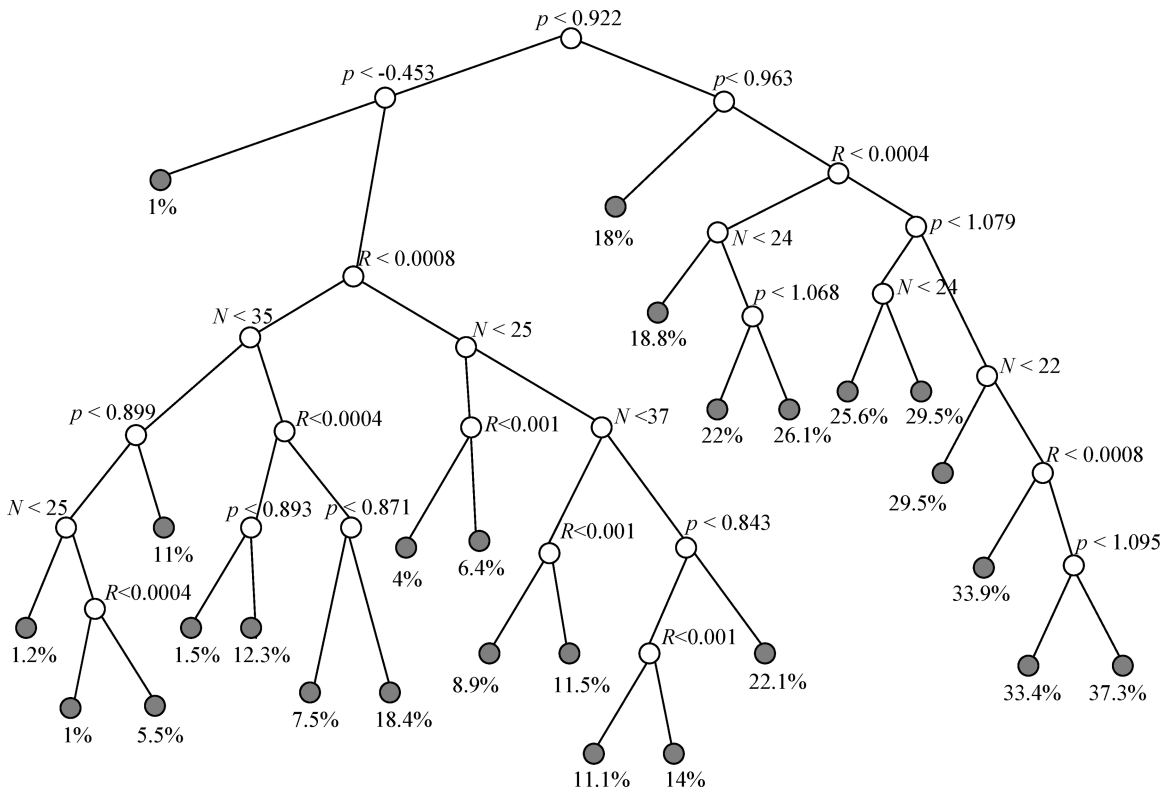 p < 0.922
p < -0.453
p< 0.963
R < 0.0004
1%
18%
N < 24
p < 1.079
R < 0.0008
N < 24
p < 1.068
N < 35
N < 25
18.8%
N < 22
p < 0.899
R<0.0004
R<0.001
N <37
22%
26.1%
25.6%
29.5%
R < 0.0008
N < 25
p < 0.893
p < 0.871
29.5%
11%
R<0.001
p < 0.843
p < 1.095
4%
6.4%
33.9%
R<0.0004
1.2%
1.5%
12.3%
R<0.001
8.9%
11.5%
22.1%
33.4%
37.3%
7.5%
18.4%
1%
5.5%
11.1%
14%